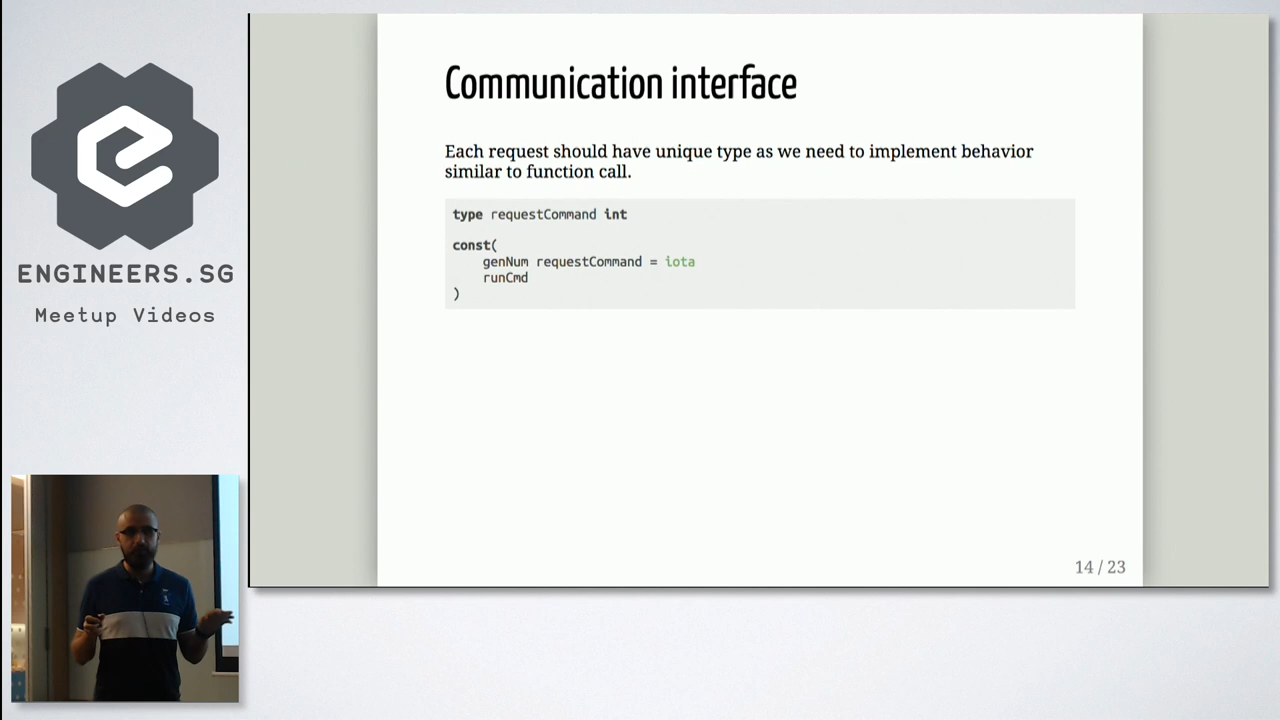 ENGINEERS.SG
Meetup Videos
Communication interface
Each request should have unique type as we need to implement behavior
similar to function call.
type requestCommand int
const(
genNum requestCommand = iota
runCmd
)
14 / 23